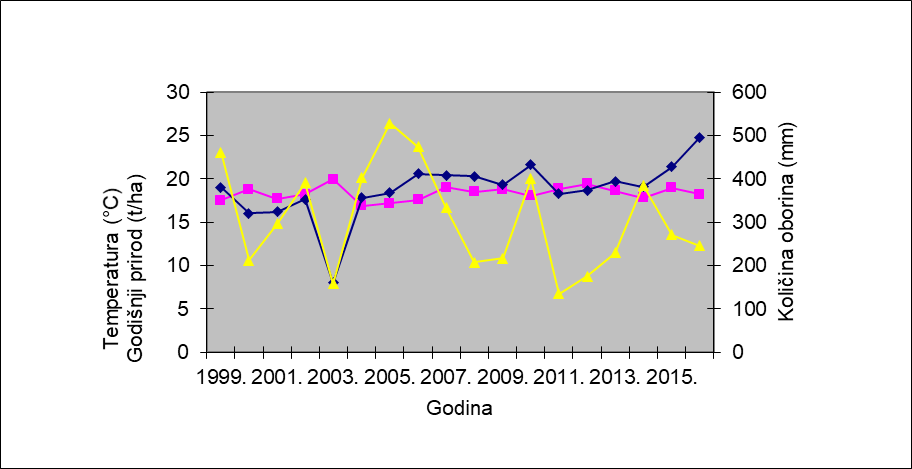 30
25
20
15
10
5
0
Temperatura (°C)
Godišnji prirod (t/ha)
600
500
400
300
200
100
0
Količina oborina (mm)
1999. 2001. 2003. 2005. 2007. 2009. 2011. 2013. 2015.
Godina